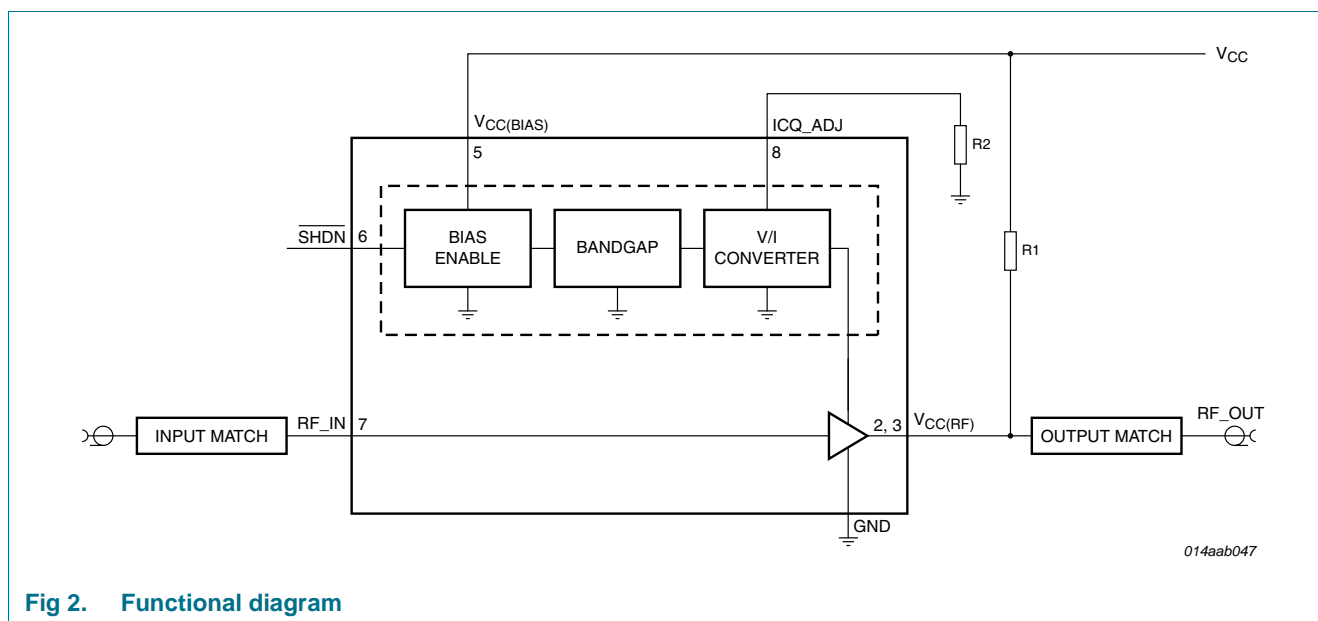 VCC
VCC(BIAS)
ICQ_ADJ
5
8
R2
SHDN
6
BIAS
ENABLE
BANDGAP
V/I
CONVERTER
R1
INPUT MATCH
RF_IN
7
2, 3
VCC(RF)
OUTPUT MATCH
RF_OUT
GND
014aab047
Fig 2. Functional diagram